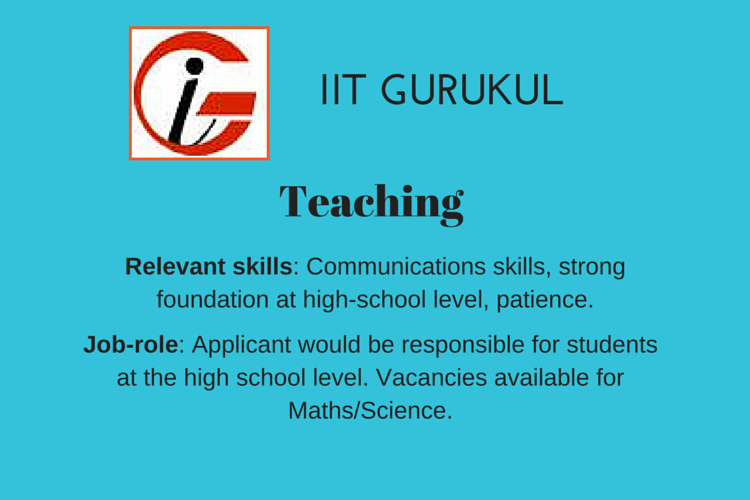 iG
IIT GURUKUL
Teaching
Relevant skills: Communications skills, strong
foundation at high-school level, patience.
Job-role: Applicant would be responsible for students
at the high school level. Vacancies available for
Maths/Science.